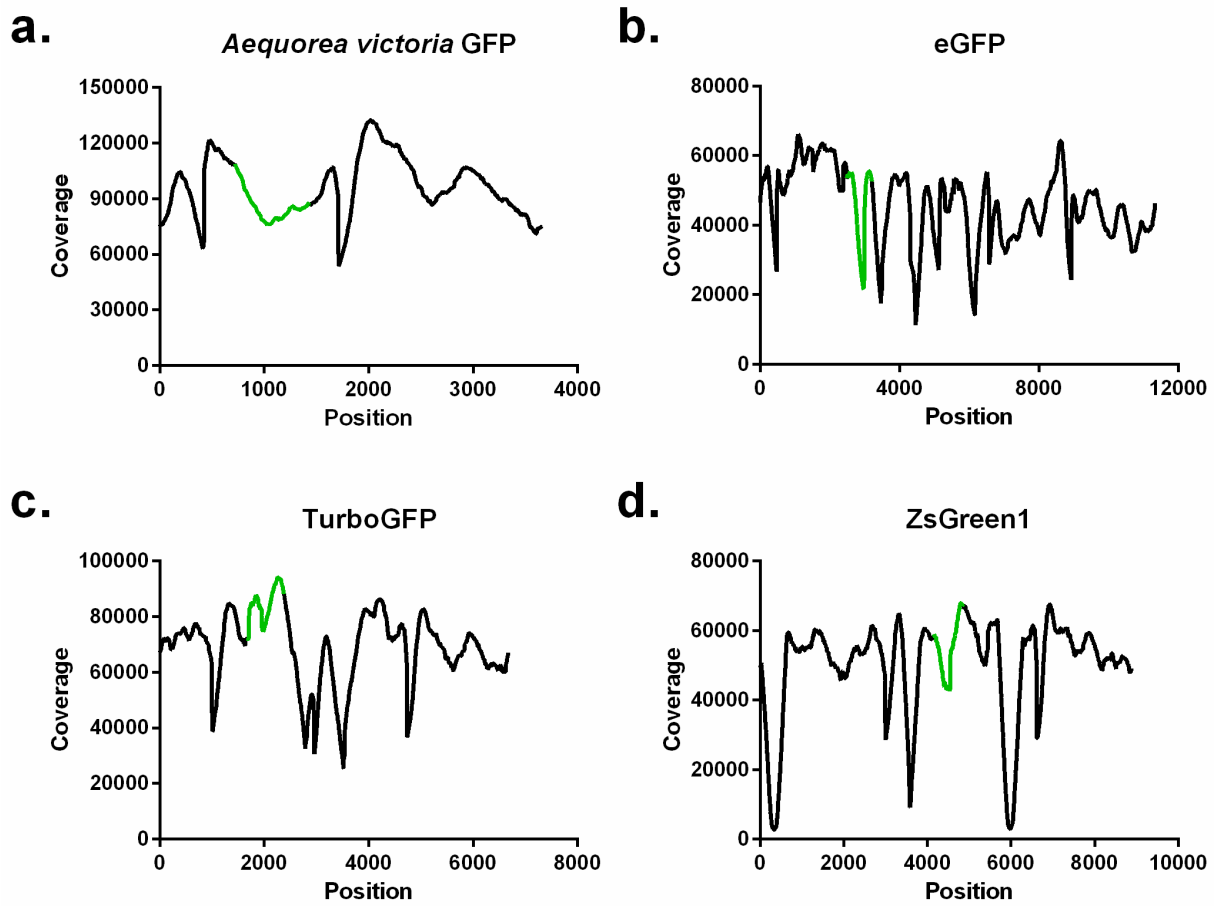 a.
Aequorea victoria GFP
Coverage
150000
120000
90000
60000
30000
0
0 1000 2000 3000 4000
Position
b.
eGFP
Coverage
80000
60000
40000
20000
0
0 4000 8000 12000
Position
c.
TurboGFP
Coverage
100000
80000
60000
40000
20000
0
0 2000 4000 6000 8000
Position
d.
ZsGreen1
Coverage
80000
60000
40000
20000
0
0 2000 4000 6000 8000 10000
Position